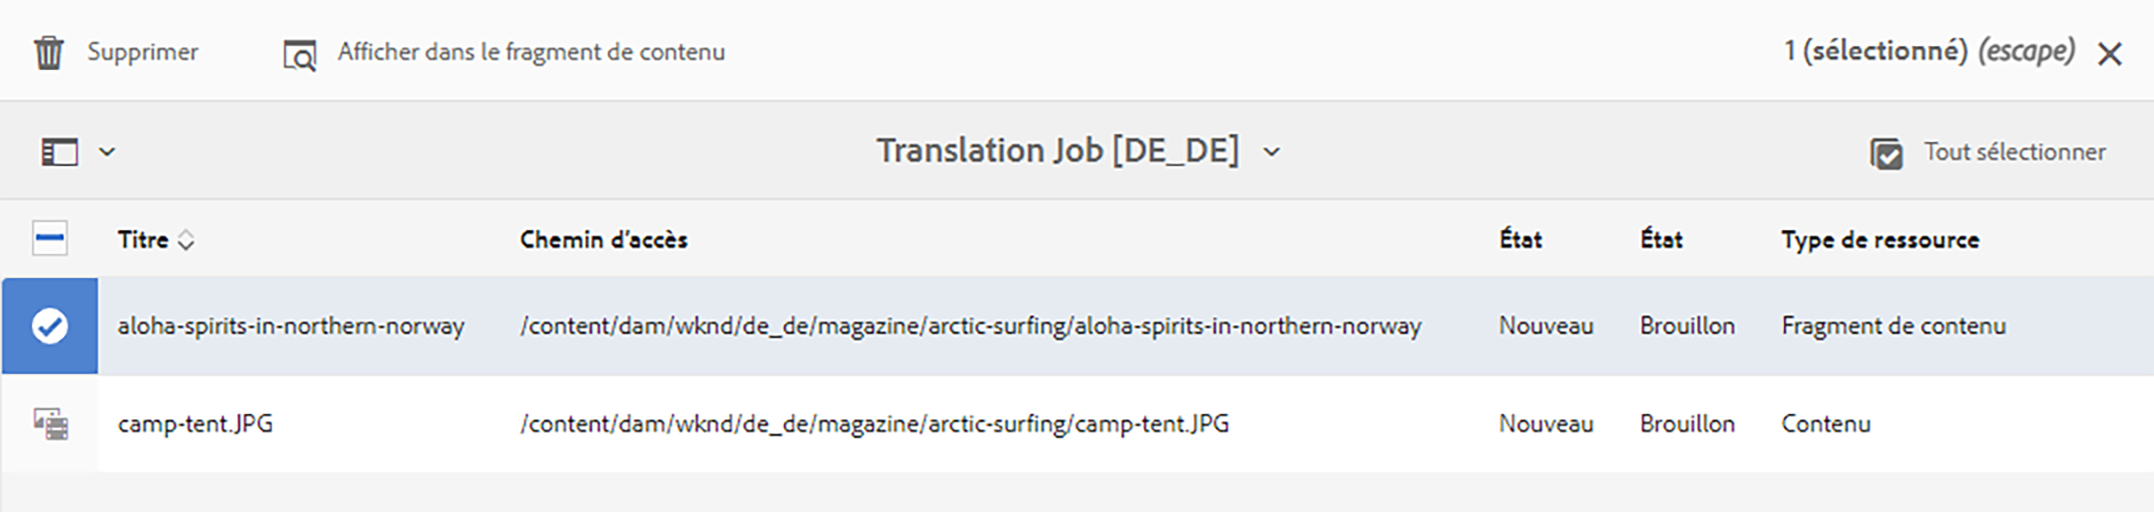 Supprimer Afficher dans le fragment de contenu 1 (sélectionné) (escape)
Translation Job [DE_DE] Tout sélectionner
Titre Chemin d'accès État État Type de ressource
aloha-spirits-in-northern-norway /content/dam/wknd/de_de/magazine/arctic-surfing/aloha-spirits-in-northern-norway Nouveau Brouillon Fragment de contenu
camp-tent.JPG /content/dam/wknd/de_de/magazine/arctic-surfing/camp-tent.JPG Nouveau Brouillon Contenu